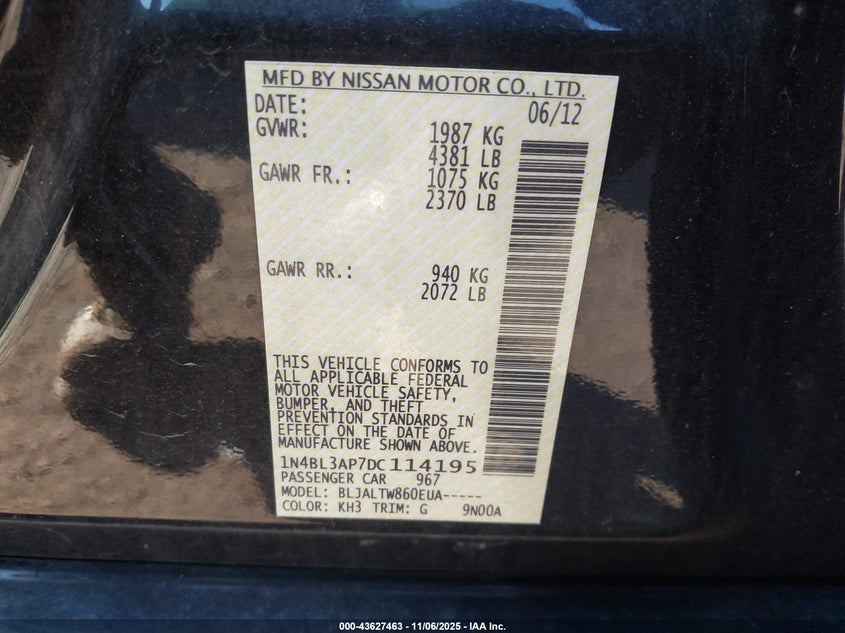 MFD BY NISSAN MOTOR CO., LTD.
DATE: 06/12
GVWR: 1987 KG
4381 LB
GAWR FR.: 1075 KG
2370 LB
GAWR RR.: 940 KG
2072 LB
THIS VEHICLE CONFORMS TO
ALL APPLICABLE FEDERAL
MOTOR VEHICLE SAFETY,
BUMPER, AND THEFT
PREVENTION STANDARDS IN
EFFECT ON THE DATE OF
MANUFACTURE SHOWN ABOVE.
1N4BL3AP7DC114195
PASSENGER CAR 967
MODEL: BLJALTW860EUA-----
COLOR: KH3 TRIM: G 9N00A
000-43627463 - 11/06/2025 - IAA Inc.